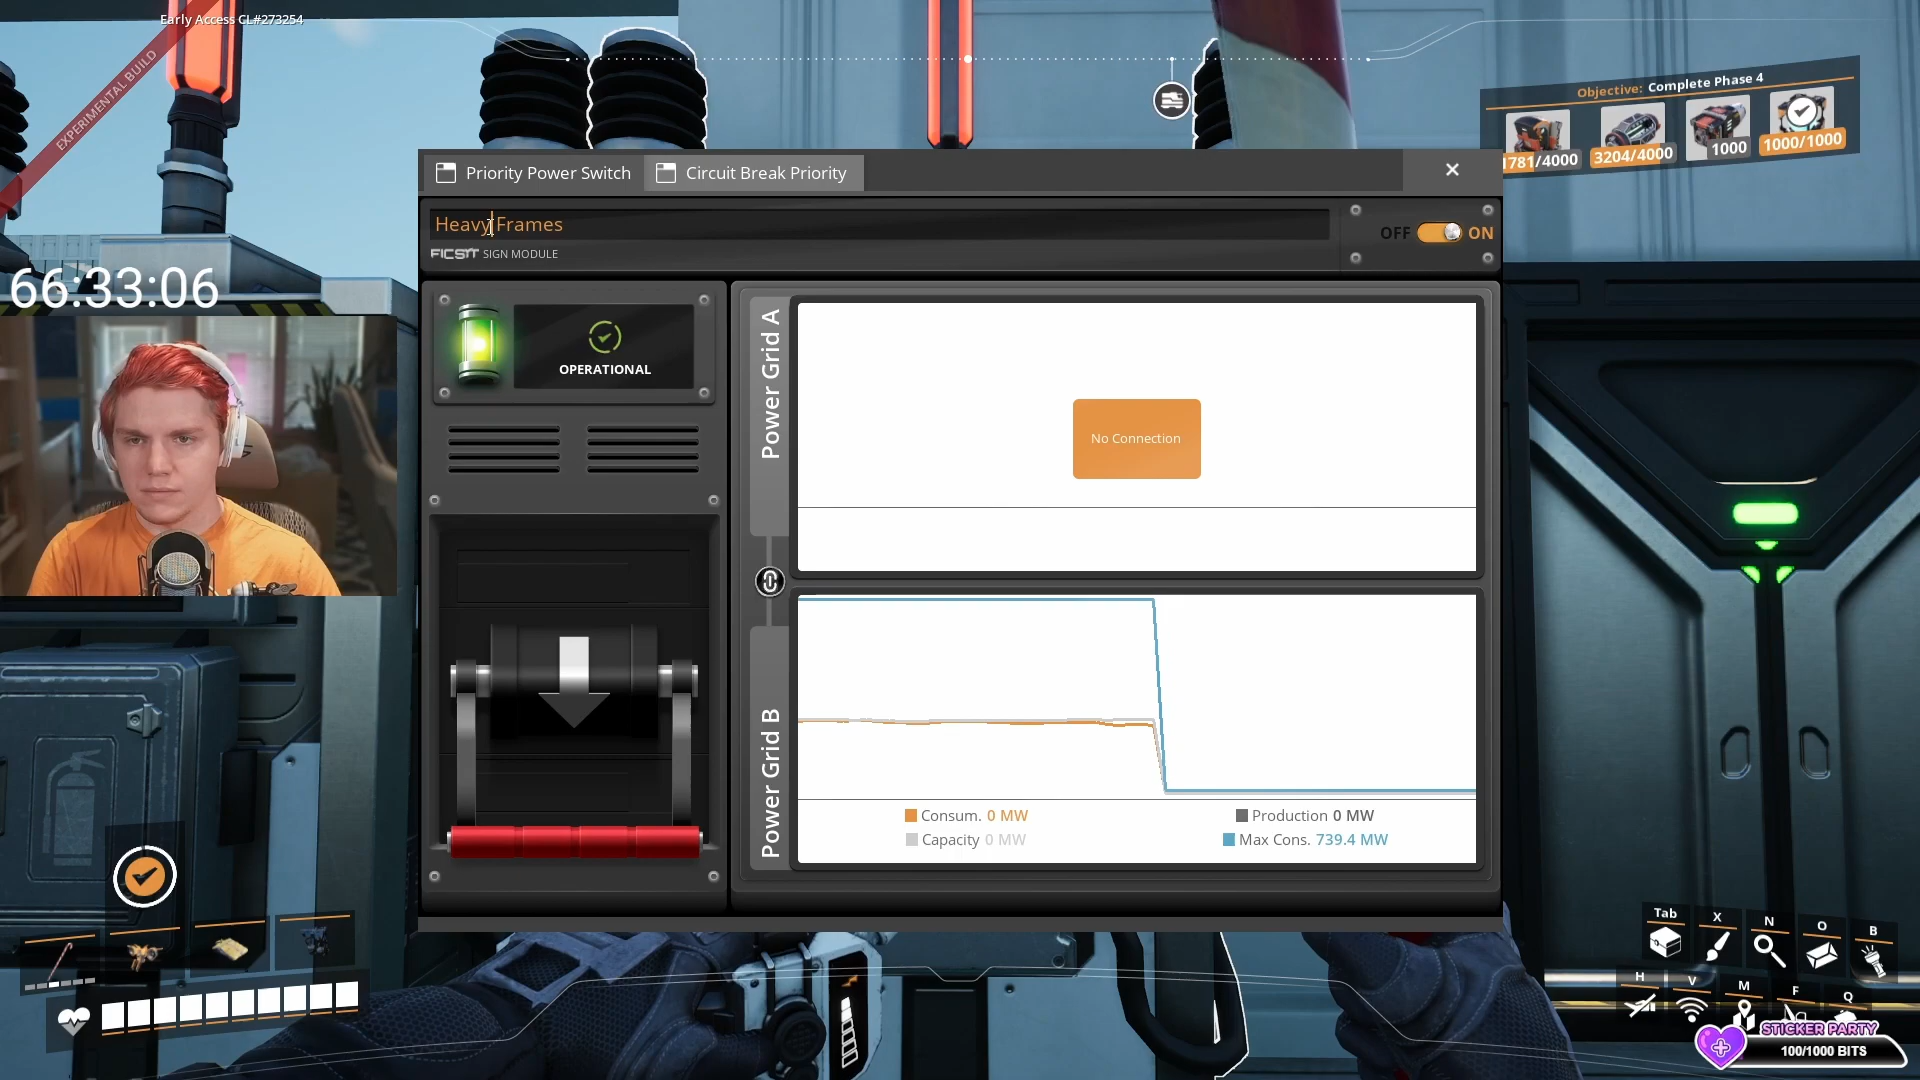 Early Access CL#273254
EXPERIMENTAL BUILD
Objective: Complete Phase 4
1781/4000
3204/4000
1000
1000/1000
Priority Power Switch
Circuit Break Priority
Heavy Frames
FICSIT SIGN MODULE
OFF
ON
66:33:06
OPERATIONAL
Power Grid A
No Connection
Power Grid B
Consum. 0 MW
Production 0 MW
Capacity 0 MW
Max Cons. 739.4 MW
Tab
X
N
O
B
H
V
M
F
Q
STICKER PARTY
100/1000 BITS